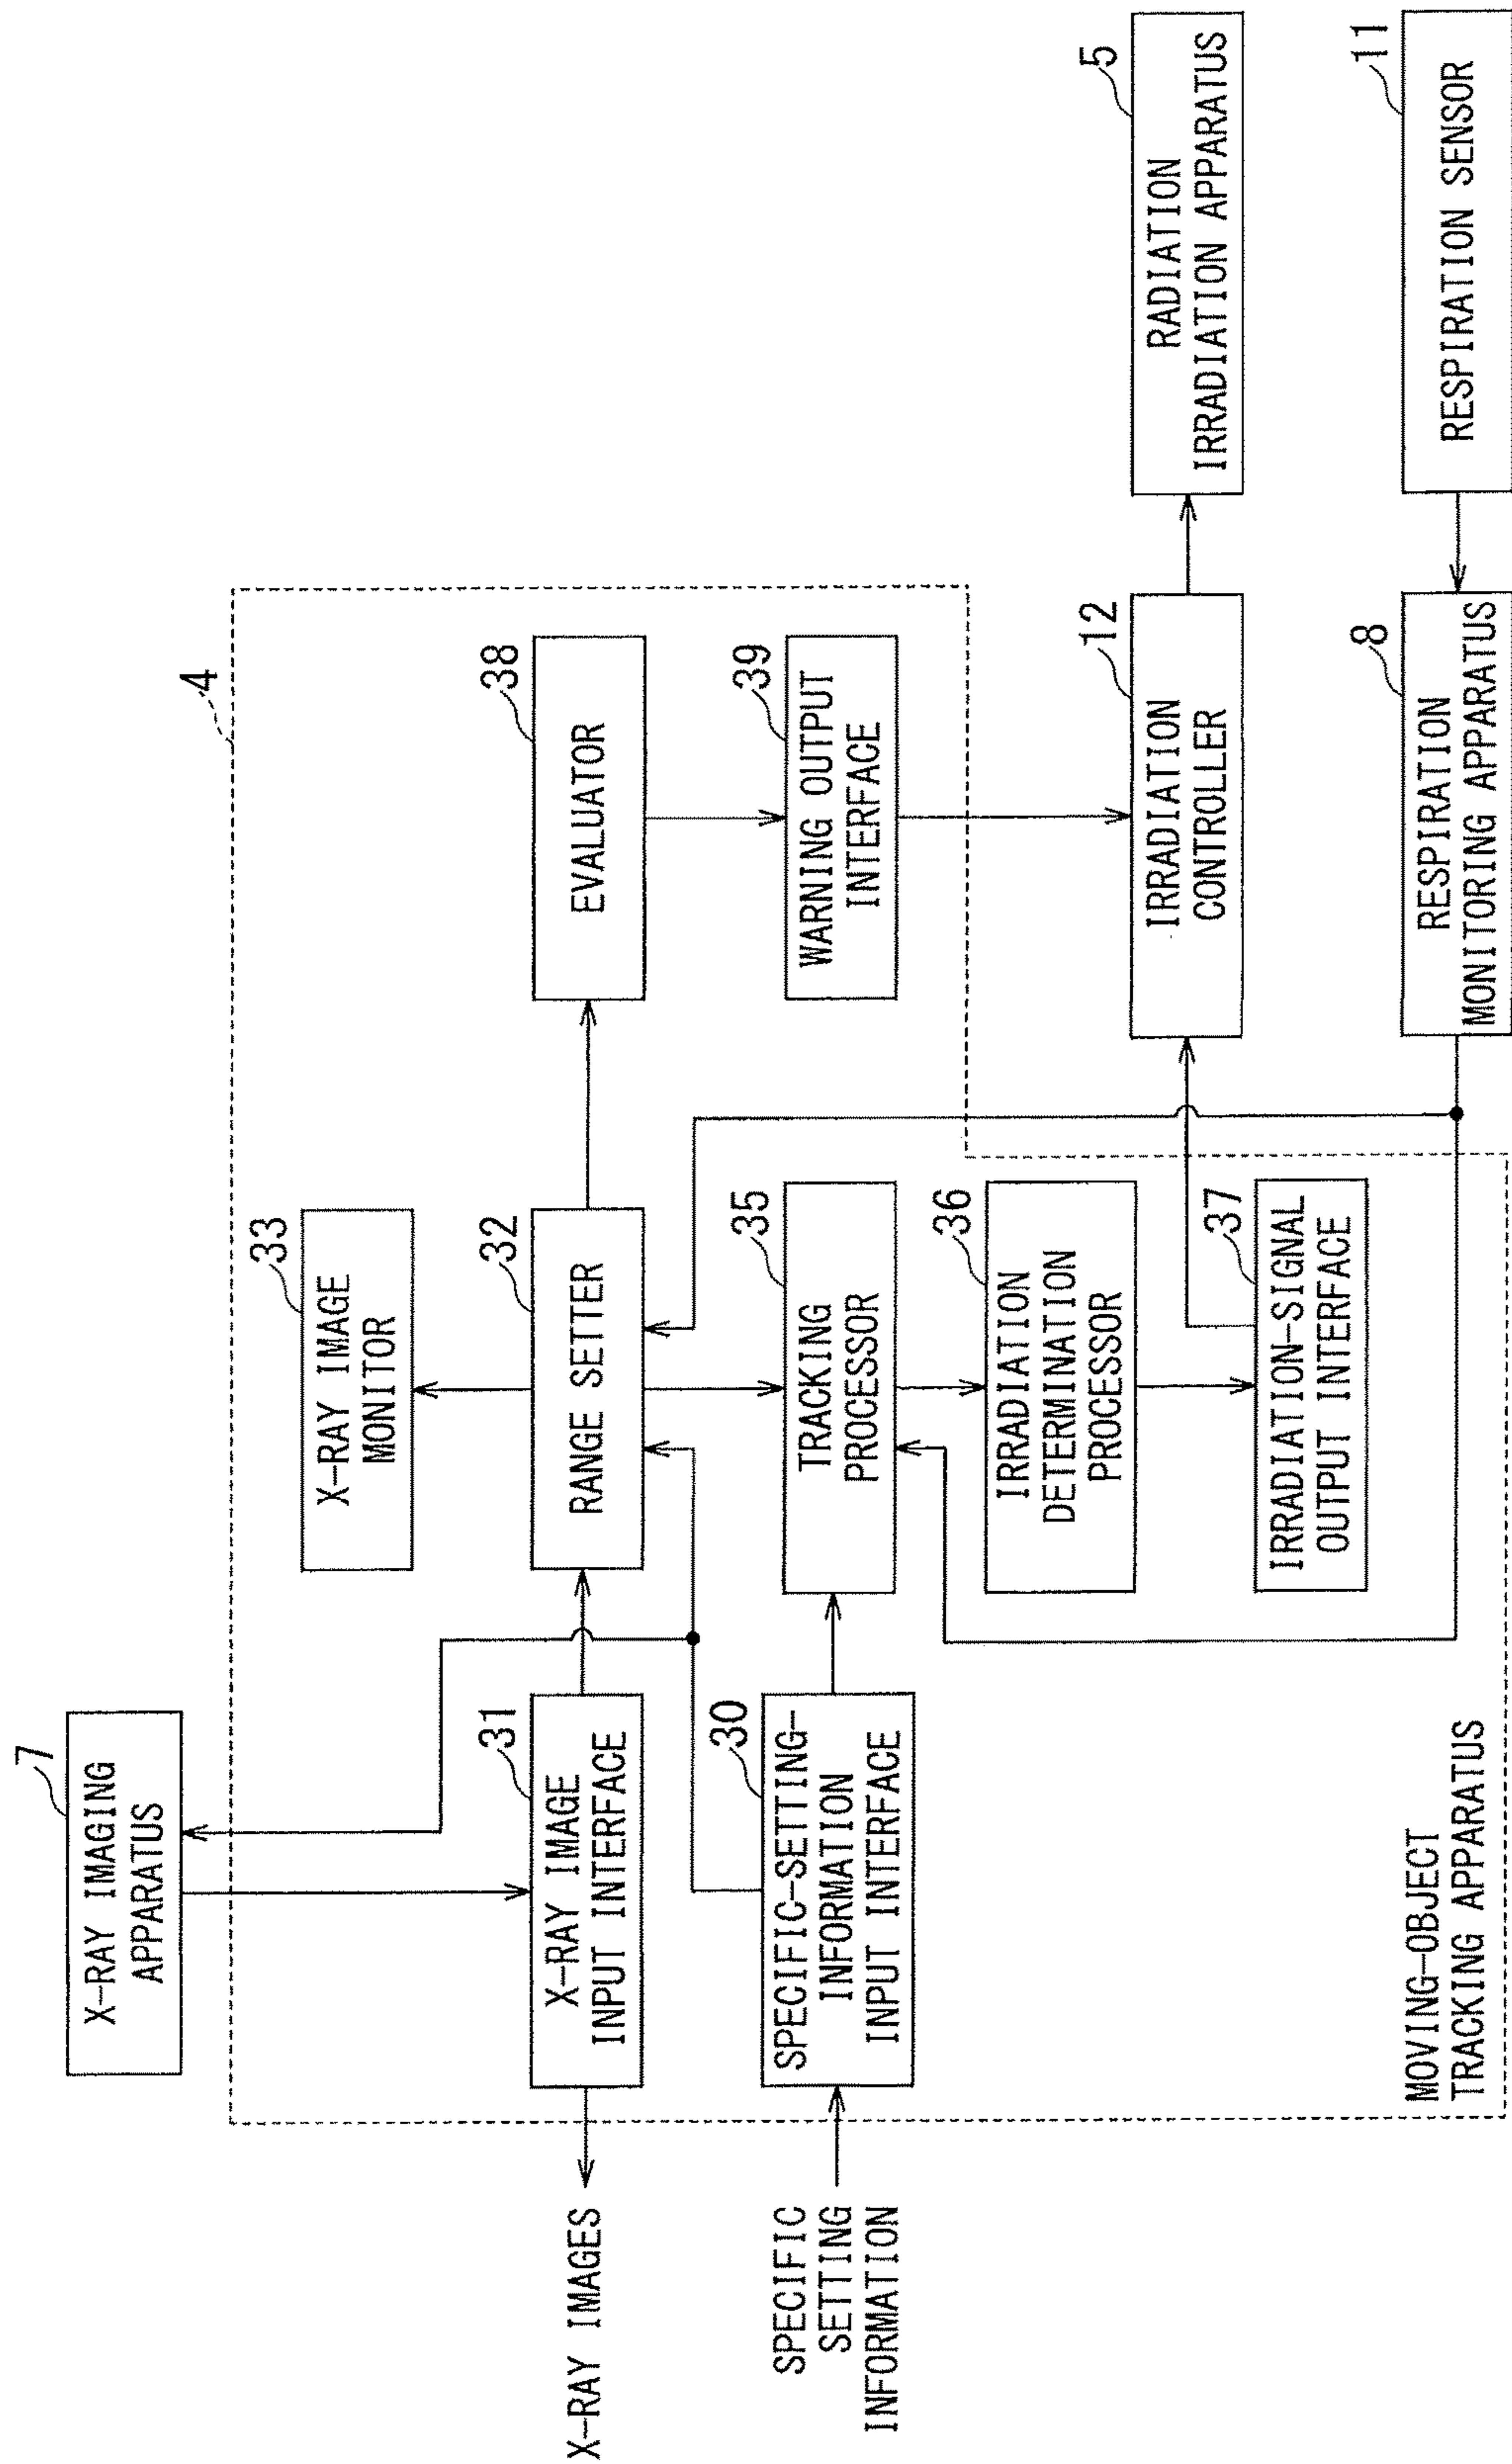 7
X-RAY IMAGING
APPARATUS
4
33
X-RAY IMAGE
MONITOR
X-RAY IMAGES
31
X-RAY IMAGE
INPUT INTERFACE
32
RANGE SETTER
38
EVALUATOR
SPECIFIC
SETTING
INFORMATION
30
SPECIFIC-SETTING-
INFORMATION
INPUT INTERFACE
35
TRACKING
PROCESSOR
39
WARNING OUTPUT
INTERFACE
36
IRRADIATION
DETERMINATION
PROCESSOR
12
IRRADIATION
CONTROLLER
5
RADIATION
IRRADIATION APPARATUS
37
IRRADIATION-SIGNAL
OUTPUT INTERFACE
MOVING-OBJECT
TRACKING APPARATUS
8
RESPIRATION
MONITORING APPARATUS
11
RESPIRATION SENSOR